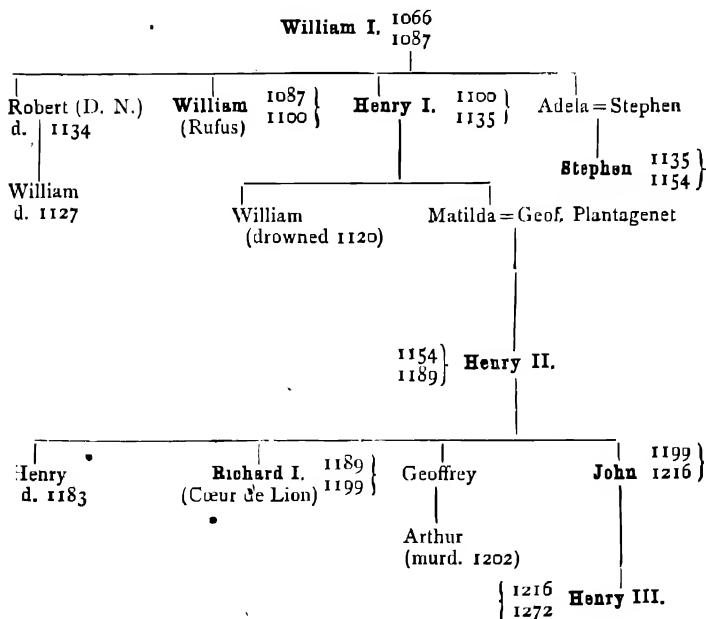 William I. 1066
1087
Robert (D. N.)
d. 1134
William 1087
(Rufus) 1100
Henry I. 1100
1135
Adela = Stephen
Stephen 1135
1154
William
d. 1127
William
(drowned 1120)
Matilda = Geof. Plantagenet
1154
1189
Henry II.
Henry
d. 1183
Richard I. 1189
(Cœur de Lion) 1199
Geoffrey
John 1199
1216
Arthur
(murd. 1202)
1216
1272
Henry III.